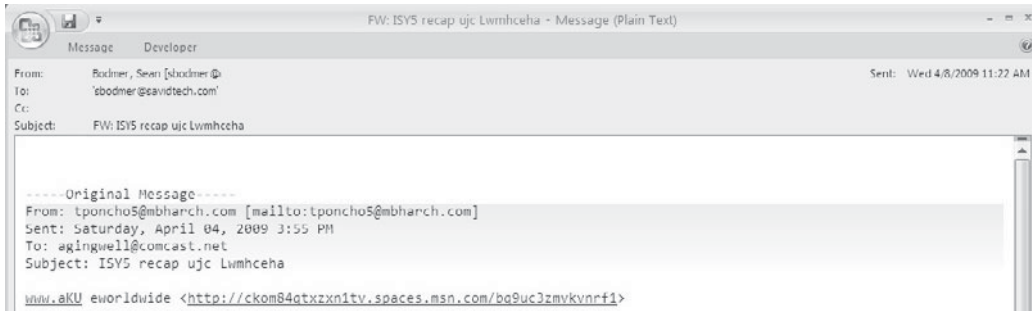 FW: ISY5 recap ujc Lwmhceha - Message (Plain Text)
Message Developer
From: Bodmer, Sean [sbodmer@
Sent: Wed 4/8/2009 11:22 AM
To: 'sbodmer@savidtech.com'
Cc:
Subject: FW: ISY5 recap ujc Lwmhceha
-----Original Message-----
From: tponcho5@mbharch.com [mailto:tponcho5@mbharch.com]
Sent: Saturday, April 04, 2009 3:55 PM
To: agingwell@comcast.net
Subject: ISY5 recap ujc Lwmhceha
www.aKU eworldwide <http://ckom84qtxzxn1tv.spaces.msn.com/bq9uc3zmvkvnrf1>